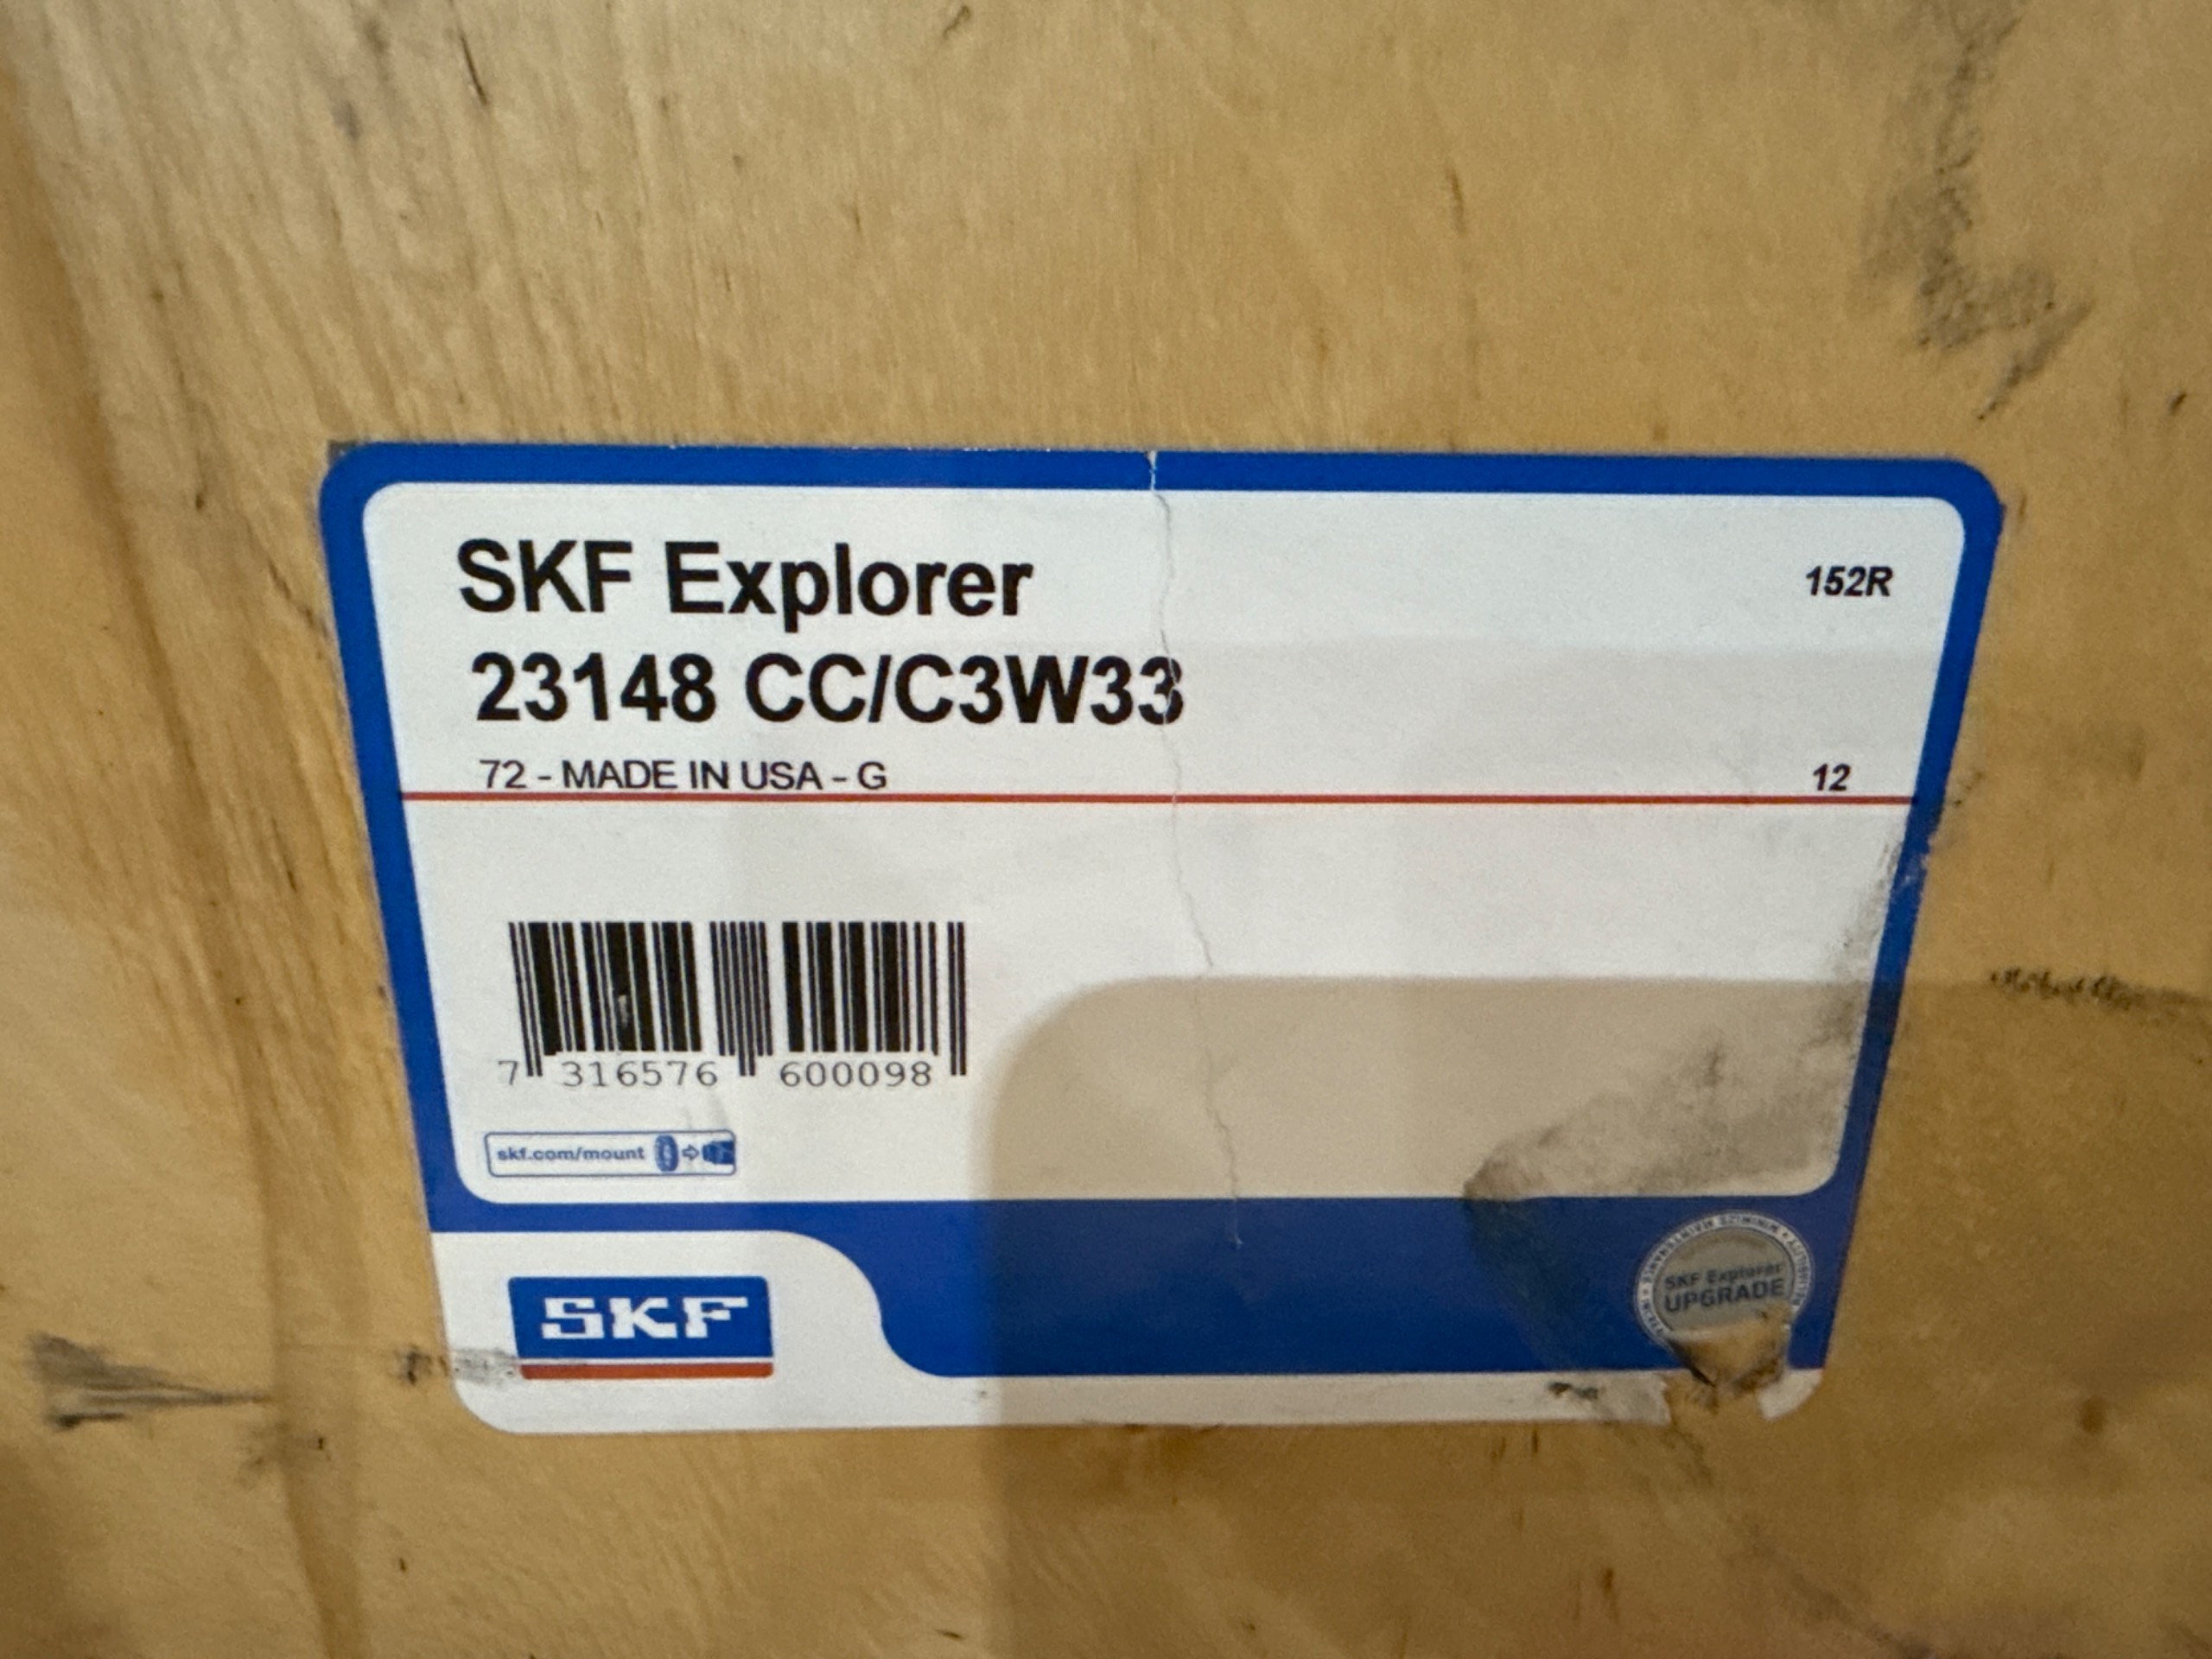 SKF Explorer
152R
23148 CC/C3W33
72 - MADE IN USA - G
12
7 316576 600098
skf.com/mount
SKF
SKF Explorer
UPGRADE